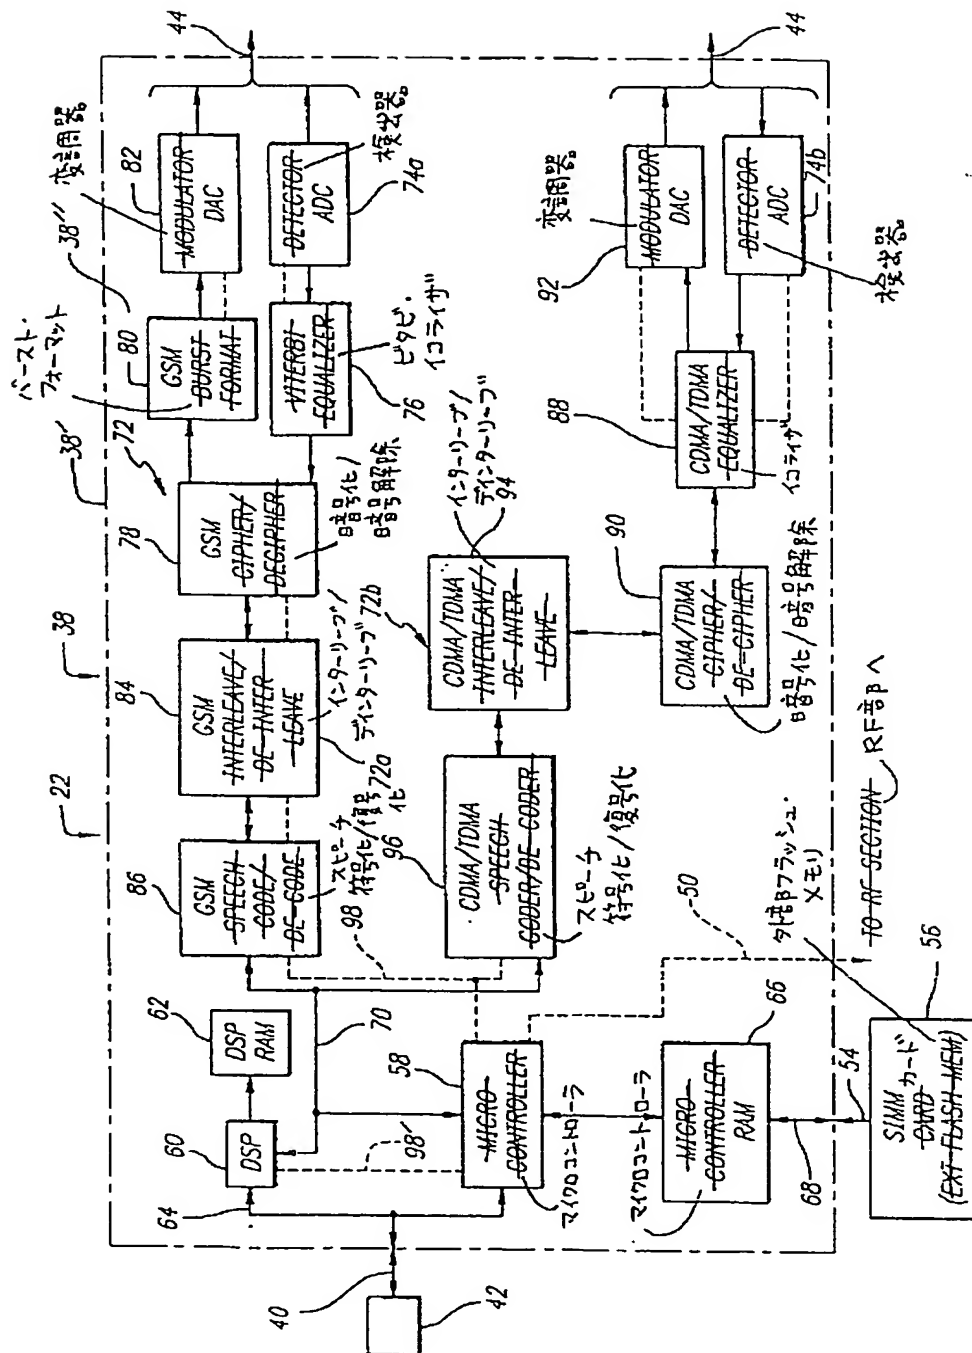 42
40
64
60
DSP
62
DSP
RAM
98'
70
58
MICRO
CONTROLLER
マイクロコントローラ
66
MICRO-
CONTROLLER
RAM
マイクロコントローラ
68
54
56
SIMM
CARD カード
(EXT FLASH MEM)
外部フラッシュ・
メモリ
50
TO RF SECTION
RF部へ
22
38
38'
38''
86
GSM
SPEECH
CODE/
DE-CODE
スピーチ
符号化/復号化
98
84
GSM
INTERLEAVE/
DE-INTER
LEAVE
インターリーブ/
ディンターリーブ
72a
78
GSM
CIPHER/
DECIPHER
暗号化/
暗号解除
72
80
GSM
BURST
FORMAT
バースト・
フォーマット
82
MODULATOR
DAC
変調器
44
76
VITERBI
EQUALIZER
ビタビ・
イコライザ
74a
DETECTOR
ADC
検出器
96
CDMA/TDMA
SPEECH
CODER/DE-CODER
スピーチ
符号化/復号化
72b
CDMA/TDMA
INTERLEAVE/
DE-INTER
LEAVE
インターリーブ/
ディンターリーブ
94
90
CDMA/TDMA
CIPHER/
DE-CIPHER
暗号化/暗号解除
88
CDMA/TDMA
EQUALIZER
イコライザ
92
MODULATOR
DAC
変調器
44
DETECTOR
ADC
74b
検出器